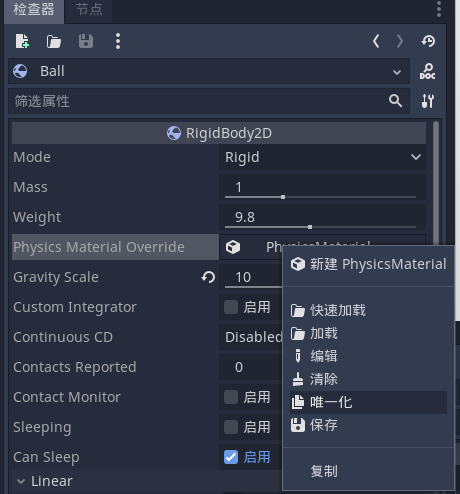 检查器 节点
Ball
DOC
筛选属性
RigidBody2D
Mode Rigid
Mass 1
Weight 9.8
Physics Material Override
Gravity Scale 10
Custom Integrator 启用
Continuous CD Disabled
Contacts Reported 0
Contact Monitor 启用
Sleeping 启用
Can Sleep 启用
Linear
新建 PhysicsMaterial
快速加载
加载
编辑
清除
唯一化
保存
复制